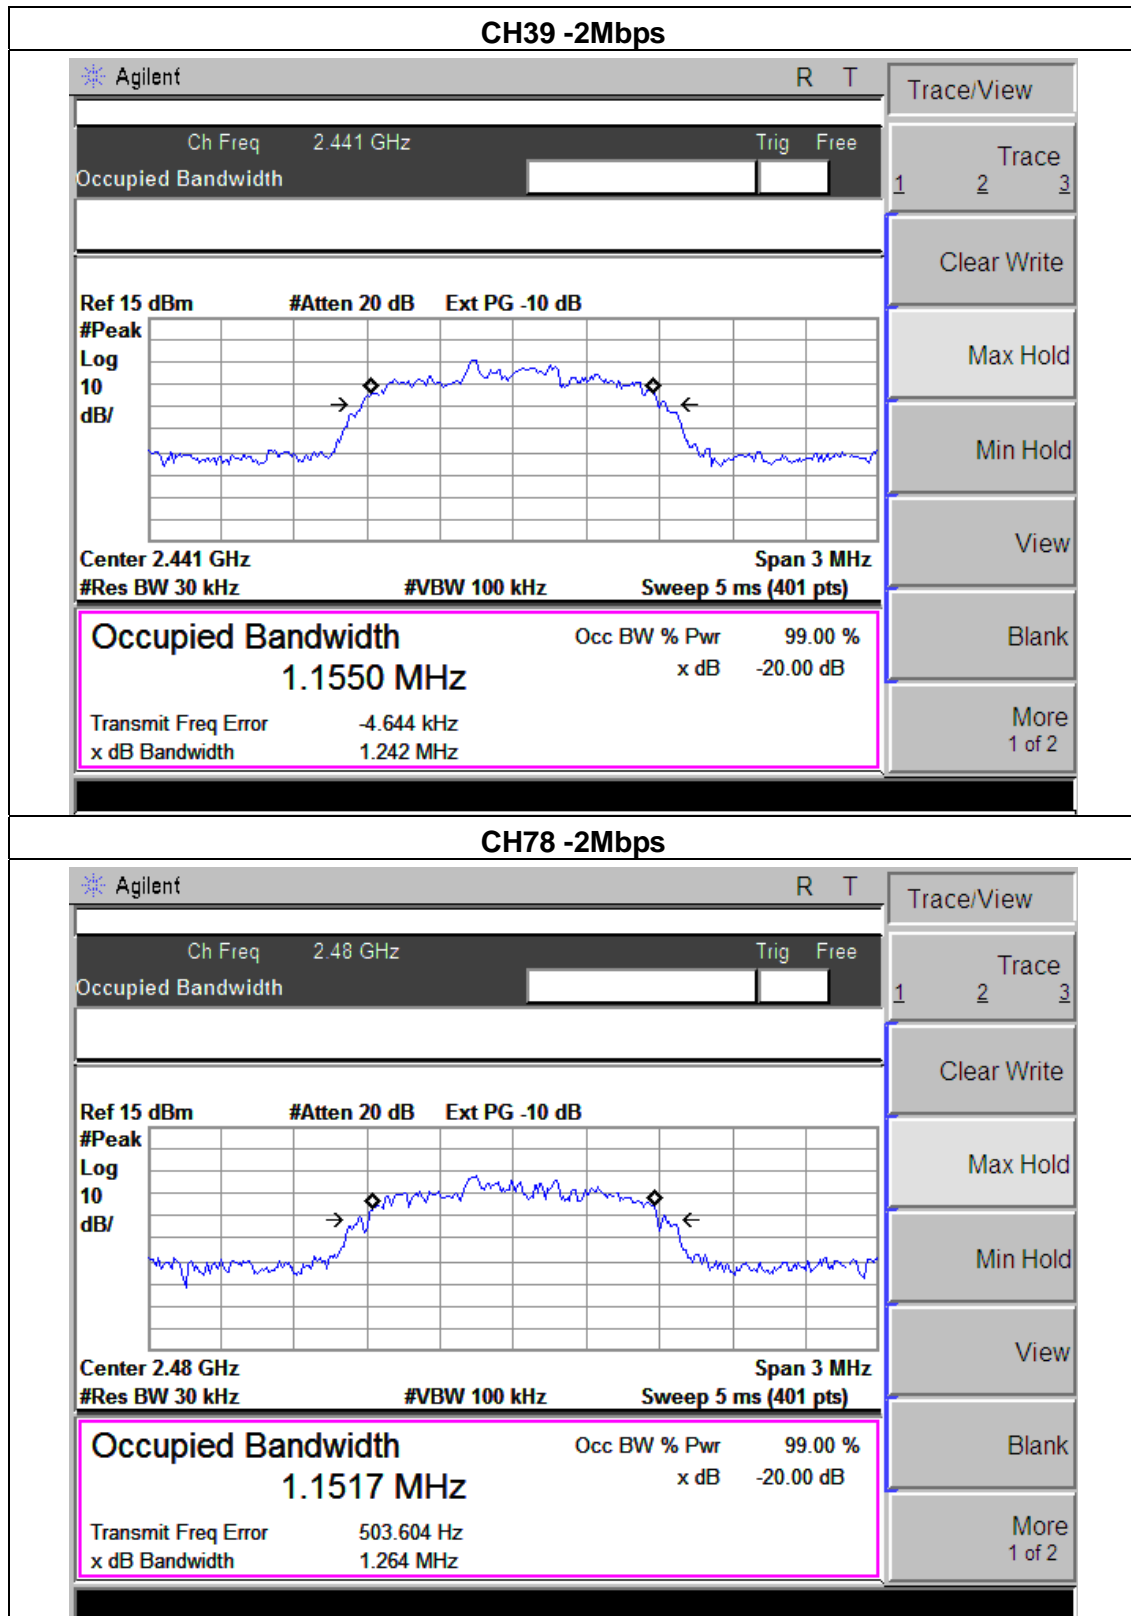 CH39 -2Mbps
Agilent R T
Trace/View
Ch Freq 2.441 GHz Trig Free
Occupied Bandwidth
Trace
1 2 3
Clear Write
Ref 15 dBm #Atten 20 dB Ext PG -10 dB
#Peak
Log
10
dB/
Max Hold
Min Hold
View
Center 2.441 GHz Span 3 MHz
#Res BW 30 kHz #VBW 100 kHz Sweep 5 ms (401 pts)
Occupied Bandwidth Occ BW % Pwr 99.00 %
1.1550 MHz x dB -20.00 dB
Blank
Transmit Freq Error -4.644 kHz
x dB Bandwidth 1.242 MHz
More
1 of 2
CH78 -2Mbps
Agilent R T
Trace/View
Ch Freq 2.48 GHz Trig Free
Occupied Bandwidth
Trace
1 2 3
Clear Write
Ref 15 dBm #Atten 20 dB Ext PG -10 dB
#Peak
Log
10
dB/
Max Hold
Min Hold
View
Center 2.48 GHz Span 3 MHz
#Res BW 30 kHz #VBW 100 kHz Sweep 5 ms (401 pts)
Occupied Bandwidth Occ BW % Pwr 99.00 %
1.1517 MHz x dB -20.00 dB
Blank
Transmit Freq Error 503.604 Hz
x dB Bandwidth 1.264 MHz
More
1 of 2